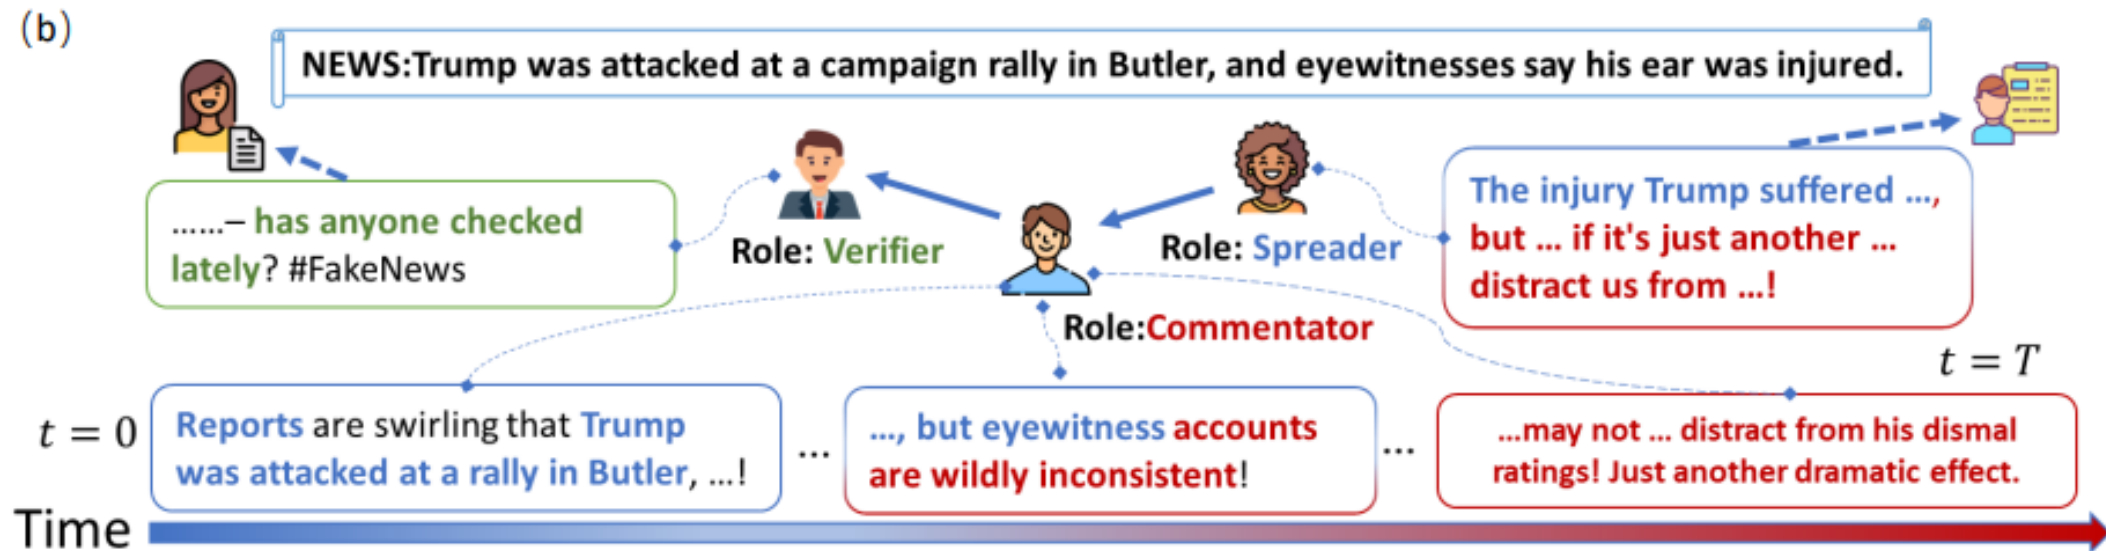 (b)
NEWS:Trump was attacked at a campaign rally in Butler, and eyewitnesses say his ear was injured.
……– has anyone checked
lately? #FakeNews
Role: Verifier
Role: Spreader
The injury Trump suffered ...,
but ... if it's just another ...
distract us from ...!
Role:Commentator
t = T
t = 0
Reports are swirling that Trump
was attacked at a rally in Butler, ...!
...
..., but eyewitness accounts
are wildly inconsistent!
...
...may not ... distract from his dismal
ratings! Just another dramatic effect.
Time